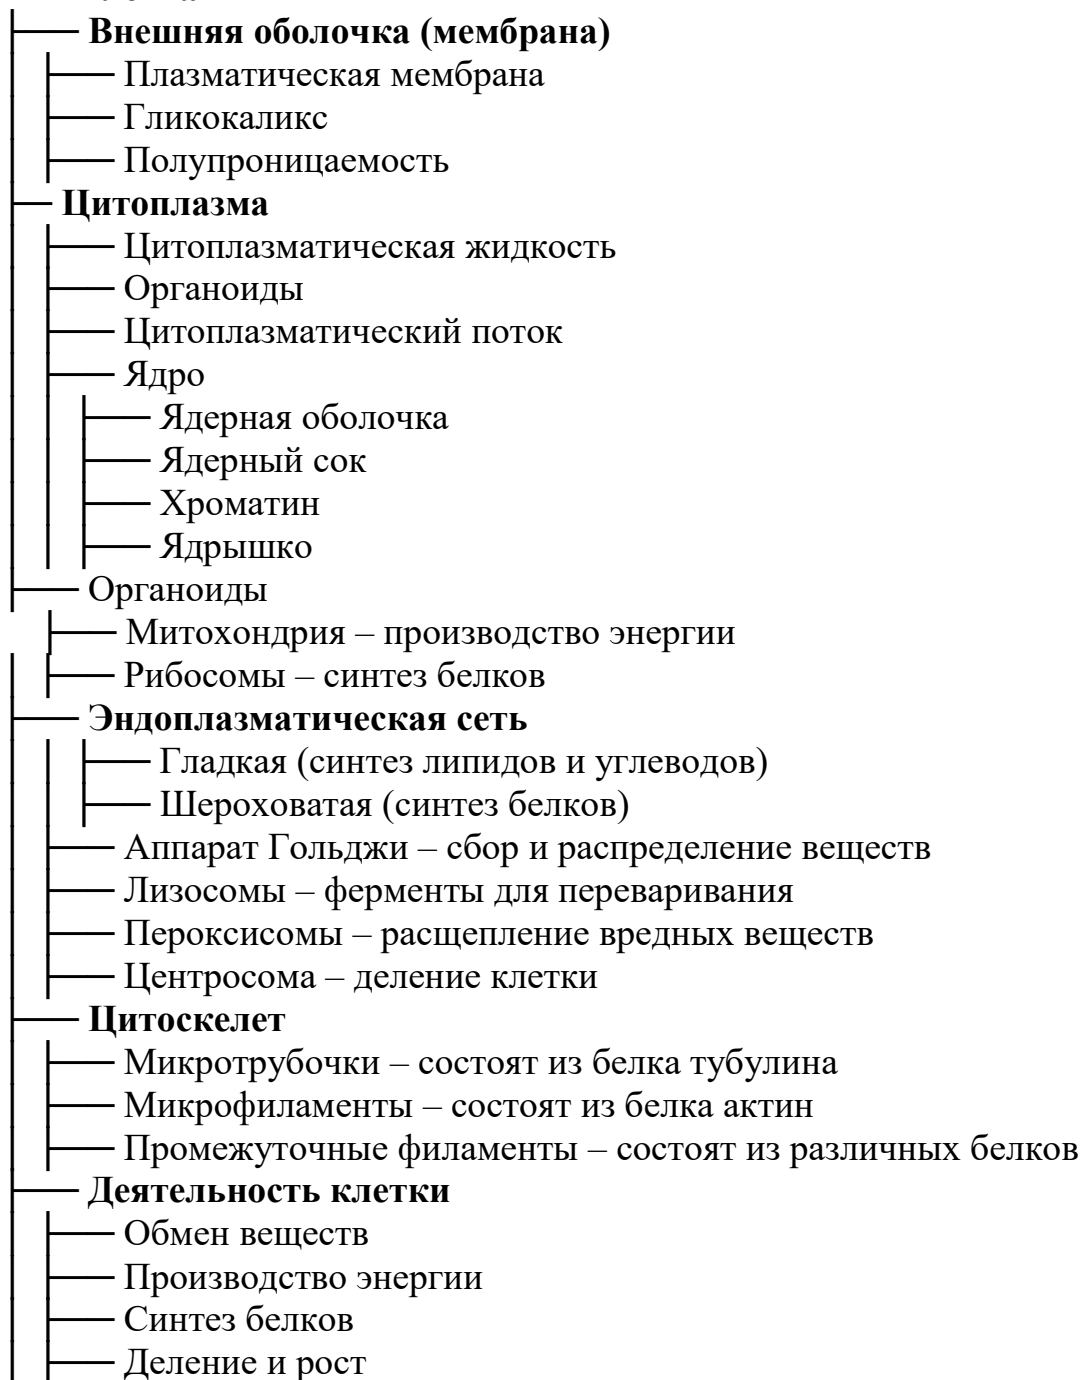 Внешняя оболочка (мембрана)
Плазматическая мембрана
Гликокаликс
Полупроницаемость
Цитоплазма
Цитоплазматическая жидкость
Органоиды
Цитоплазматический поток
Ядро
Ядерная оболочка
Ядерный сок
Хроматин
Ядрышко
Органоиды
Митохондрия – производство энергии
Рибосомы – синтез белков
Эндоплазматическая сеть
Гладкая (синтез липидов и углеводов)
Шероховатая (синтез белков)
Аппарат Гольджи – сбор и распределение веществ
Лизосомы – ферменты для переваривания
Пероксисомы – расщепление вредных веществ
Центросома – деление клетки
Цитоскелет
Микротрубочки – состоят из белка тубулина
Микрофиламенты – состоят из белка актин
Промежуточные филаменты – состоят из различных белков
Деятельность клетки
Обмен веществ
Производство энергии
Синтез белков
Деление и рост